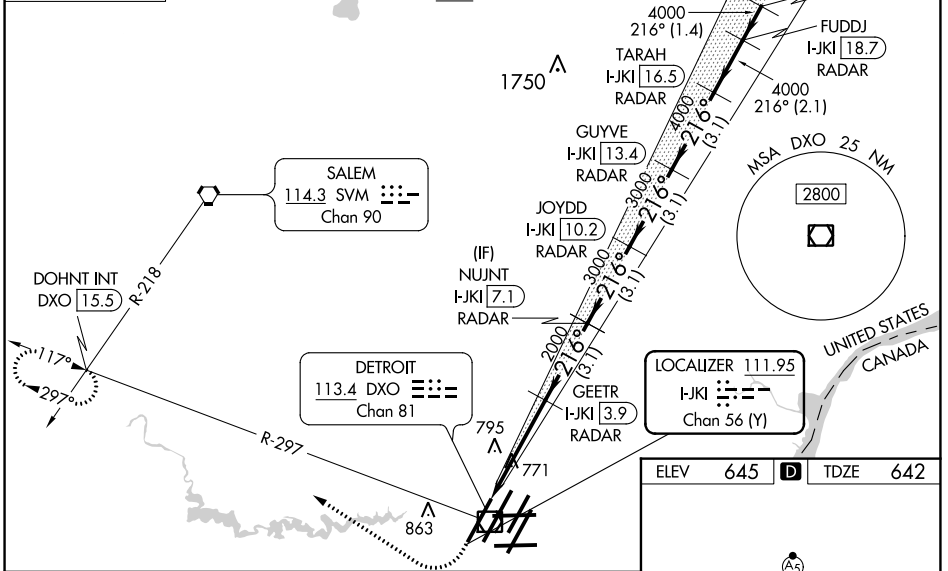 4000
216° (1.4)
FUDDJ
I-JKI 18.7
RADAR
TARAH
I-JKI 16.5
RADAR
4000
216° (2.1)
1750
4000
216°
(3.1)
GUYVE
I-JKI 13.4
RADAR
MSA DXO 25 NM
2800
SALEM
114.3 SVM
Chan 90
3000
216°
(3.1)
JOYDD
I-JKI 10.2
RADAR
R-218
(IF)
NUJNT
I-JKI 7.1
RADAR
3000
216°
(3.1)
DOHNT INT
DXO 15.5
UNITED STATES
CANADA
117°
297°
2000
216°
(3.1)
DETROIT
113.4 DXO
Chan 81
LOCALIZER 111.95
I-JKI
Chan 56 (Y)
GEETR
I-JKI 3.9
RADAR
R-297
795
771
863
ELEV 645 D TDZE 642
A5